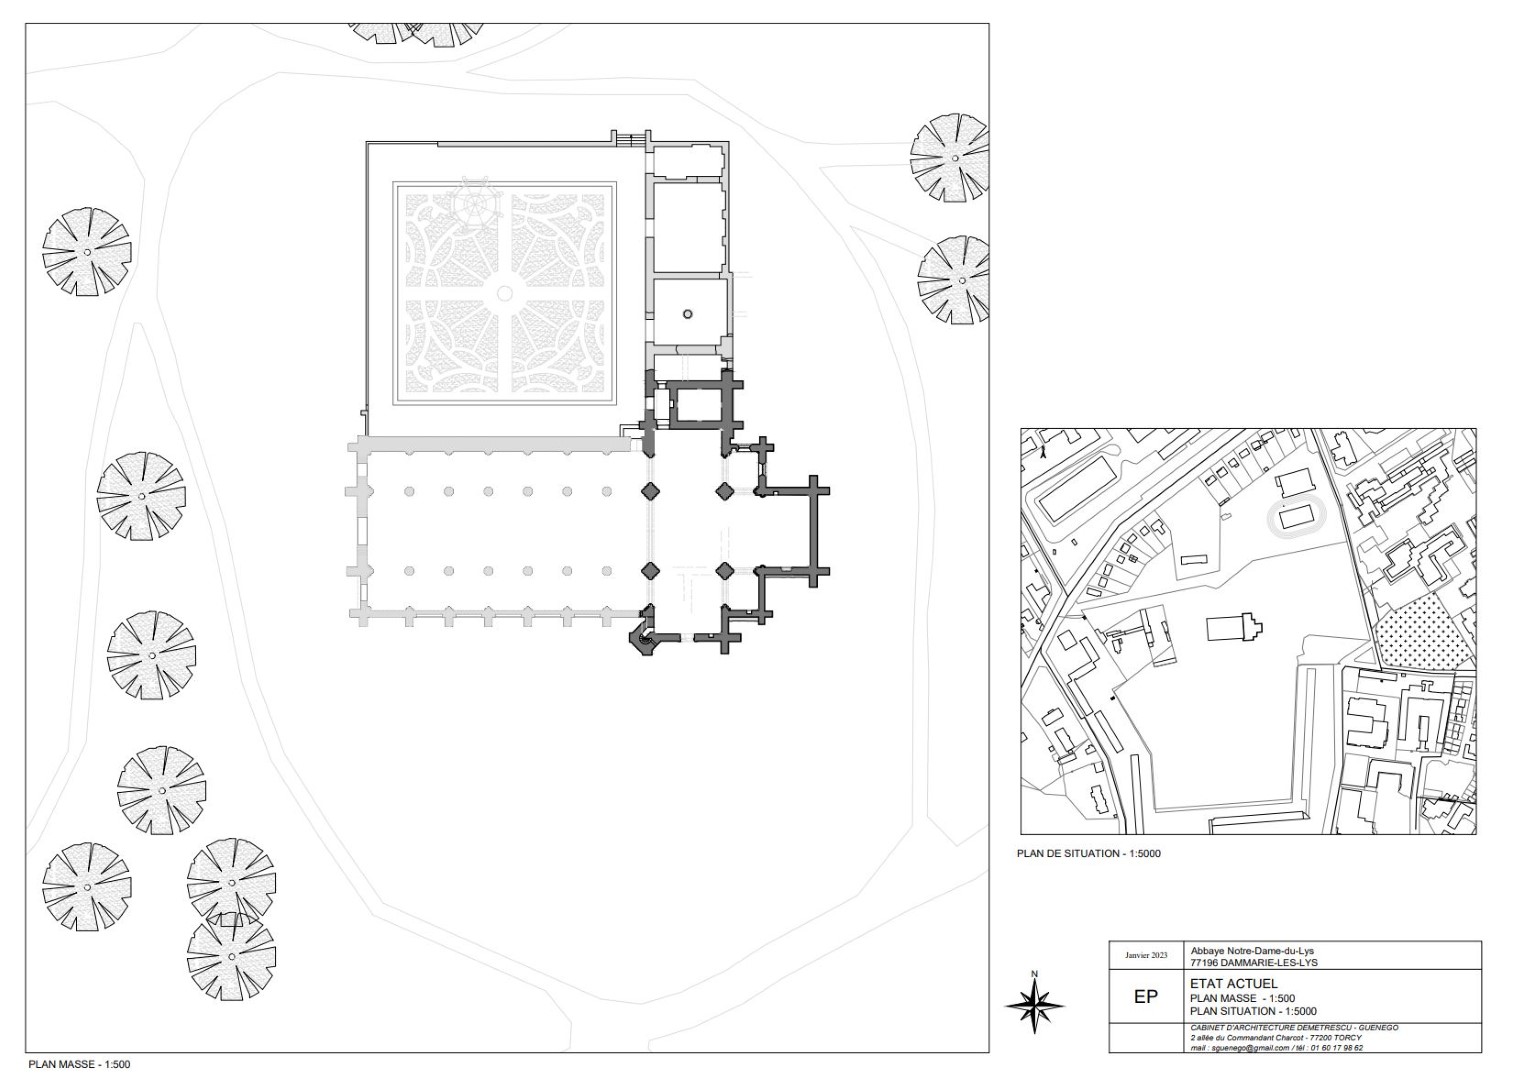 PLAN MASSE - 1:500
PLAN DE SITUATION - 1:5000
N
Janvier 2023
Abbaye Notre-Dame-du-Lys
77196 DAMMARIE-LES-LYS
EP
ETAT ACTUEL
PLAN MASSE - 1:500
PLAN SITUATION - 1:5000
CABINET D'ARCHITECTURE DEMETRESCU - GUENEGO
2 allée du Commandant Charcot - 77200 TORCY
mail : sguenego@gmail.com / tél : 01 60 17 98 62